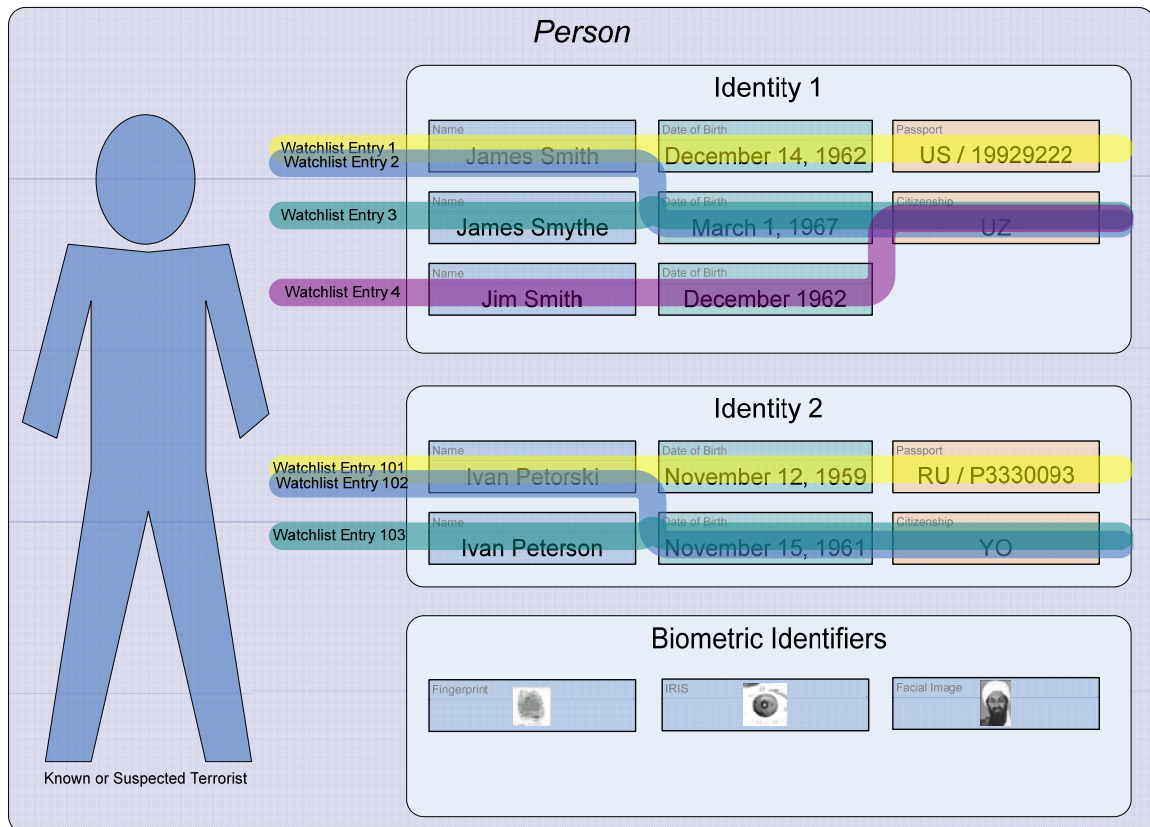 Person
Identity 1
Name
Date of Birth
Passport
Watchlist Entry 1
James Smith
December 14, 1962
US / 19929222
Watchlist Entry 2
Name
Date of Birth
Citizenship
Watchlist Entry 3
James Smythe
March 1, 1967
UZ
Name
Date of Birth
Watchlist Entry 4
Jim Smith
December 1962
Identity 2
Name
Date of Birth
Passport
Watchlist Entry 101
Ivan Petorski
November 12, 1959
RU / P3330093
Watchlist Entry 102
Name
Date of Birth
Citizenship
Watchlist Entry 103
Ivan Peterson
November 15, 1961
YO
Biometric Identifiers
Fingerprint
IRIS
Facial Image
Known or Suspected Terrorist